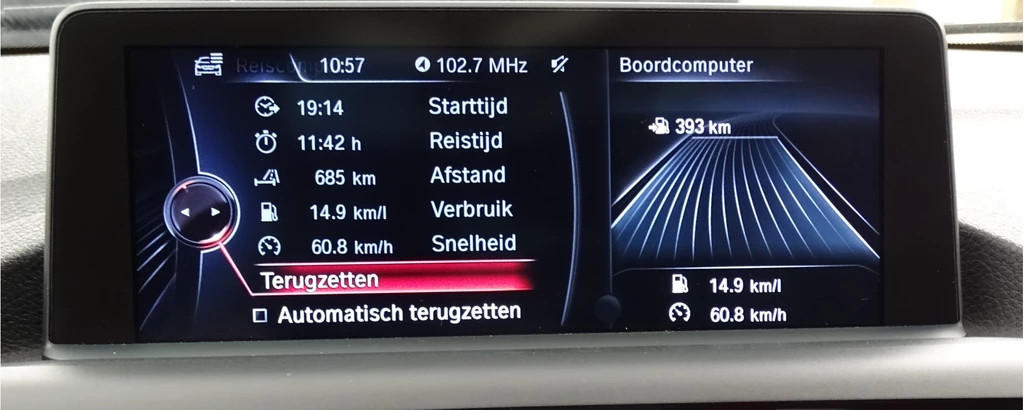 10:57 102.7 MHz
Boordcomputer
19:14 Starttijd
11:42 h Reistijd
685 km Afstand
14.9 km/l Verbruik
60.8 km/h Snelheid
Terugzetten
Automatisch terugzetten
393 km
14.9 km/l
60.8 km/h